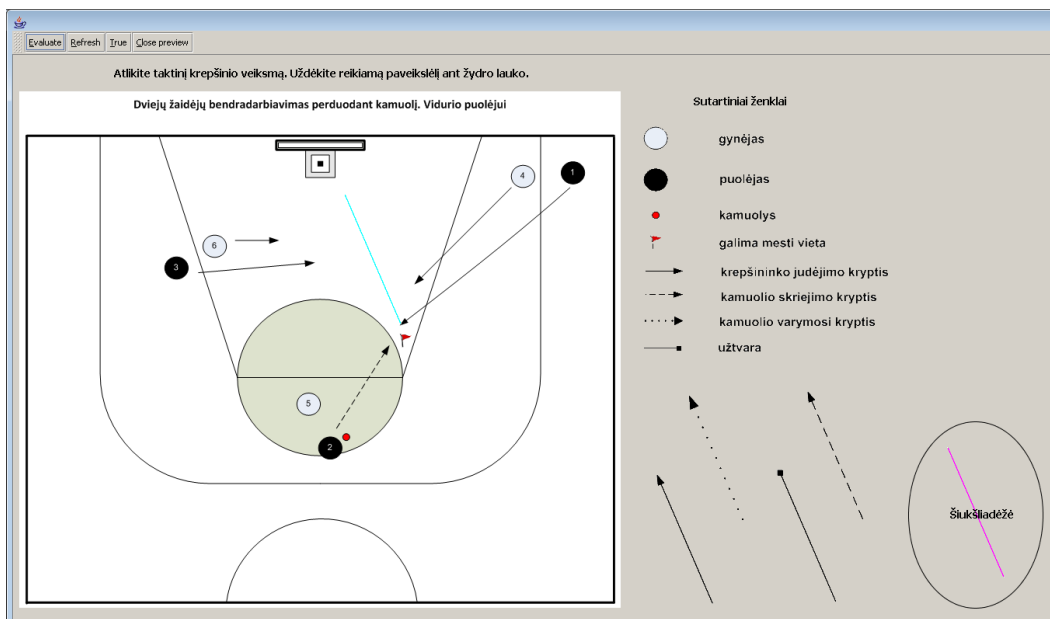 Evaluate Refresh True Close preview
Atlikite taktinį krepšinio veiksmą. Uždėkite reikiamą paveikslėlį ant žydro lauko.
Dviejų žaidėjų bendradarbiavimas perduodant kamuolį. Vidurio puolėjui
4
1
6
3
5
2
Sutartiniai ženklai
gynėjas
puolėjas
kamuolys
galima mesti vieta
krepšininko judėjimo kryptis
kamuolio skriejimo kryptis
kamuolio varymosi kryptis
užtvara
Šiukšliadėžė